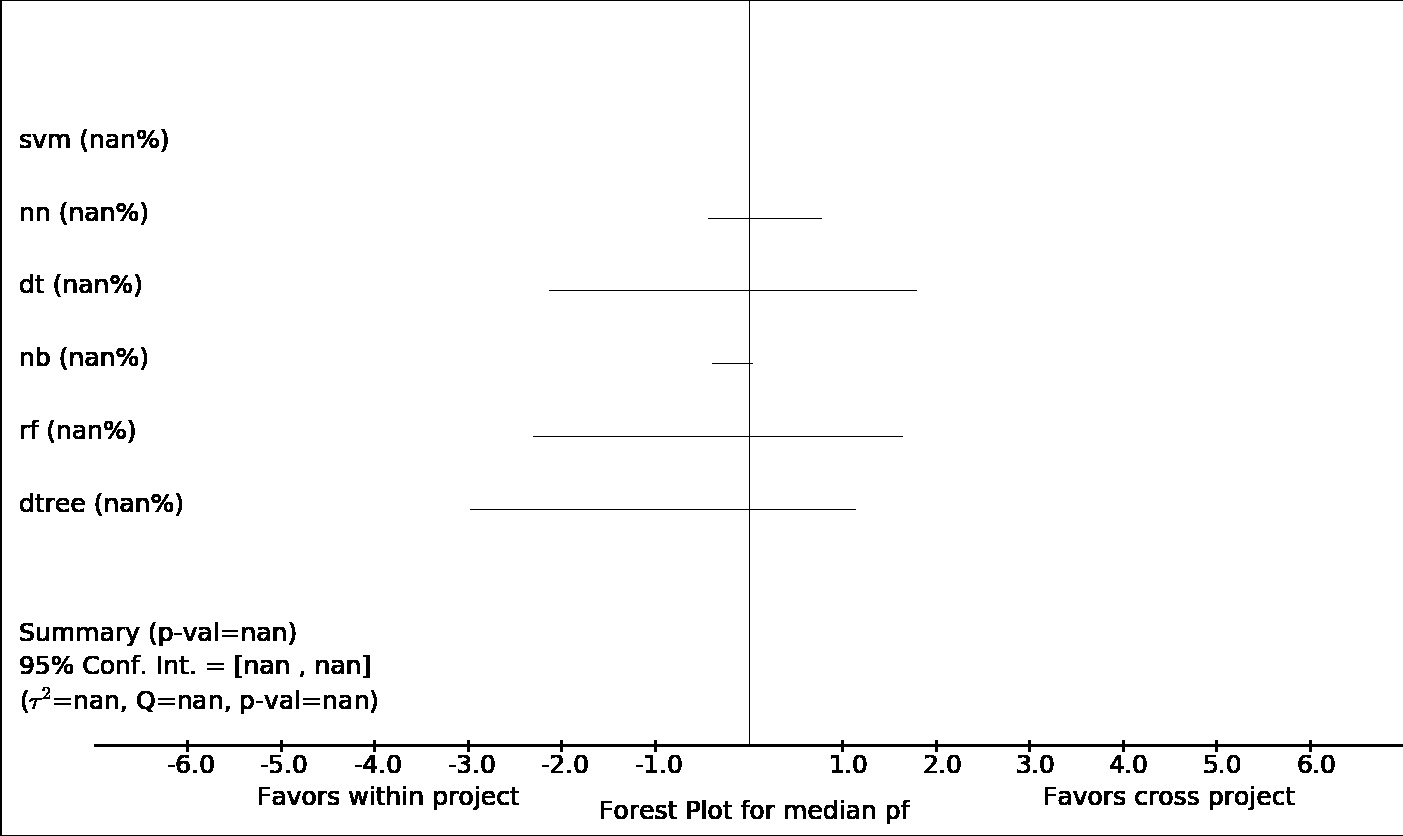 svm (nan%)
nn (nan%)
dt (nan%)
nb (nan%)
rf (nan%)
dtree (nan%)
Summary (p-val=nan)
95% Conf. Int. = [nan , nan]
(τ²=nan, Q=nan, p-val=nan)
-6.0 -5.0 -4.0 -3.0 -2.0 -1.0 1.0 2.0 3.0 4.0 5.0 6.0
Favors within project Favors cross project
Forest Plot for median pf